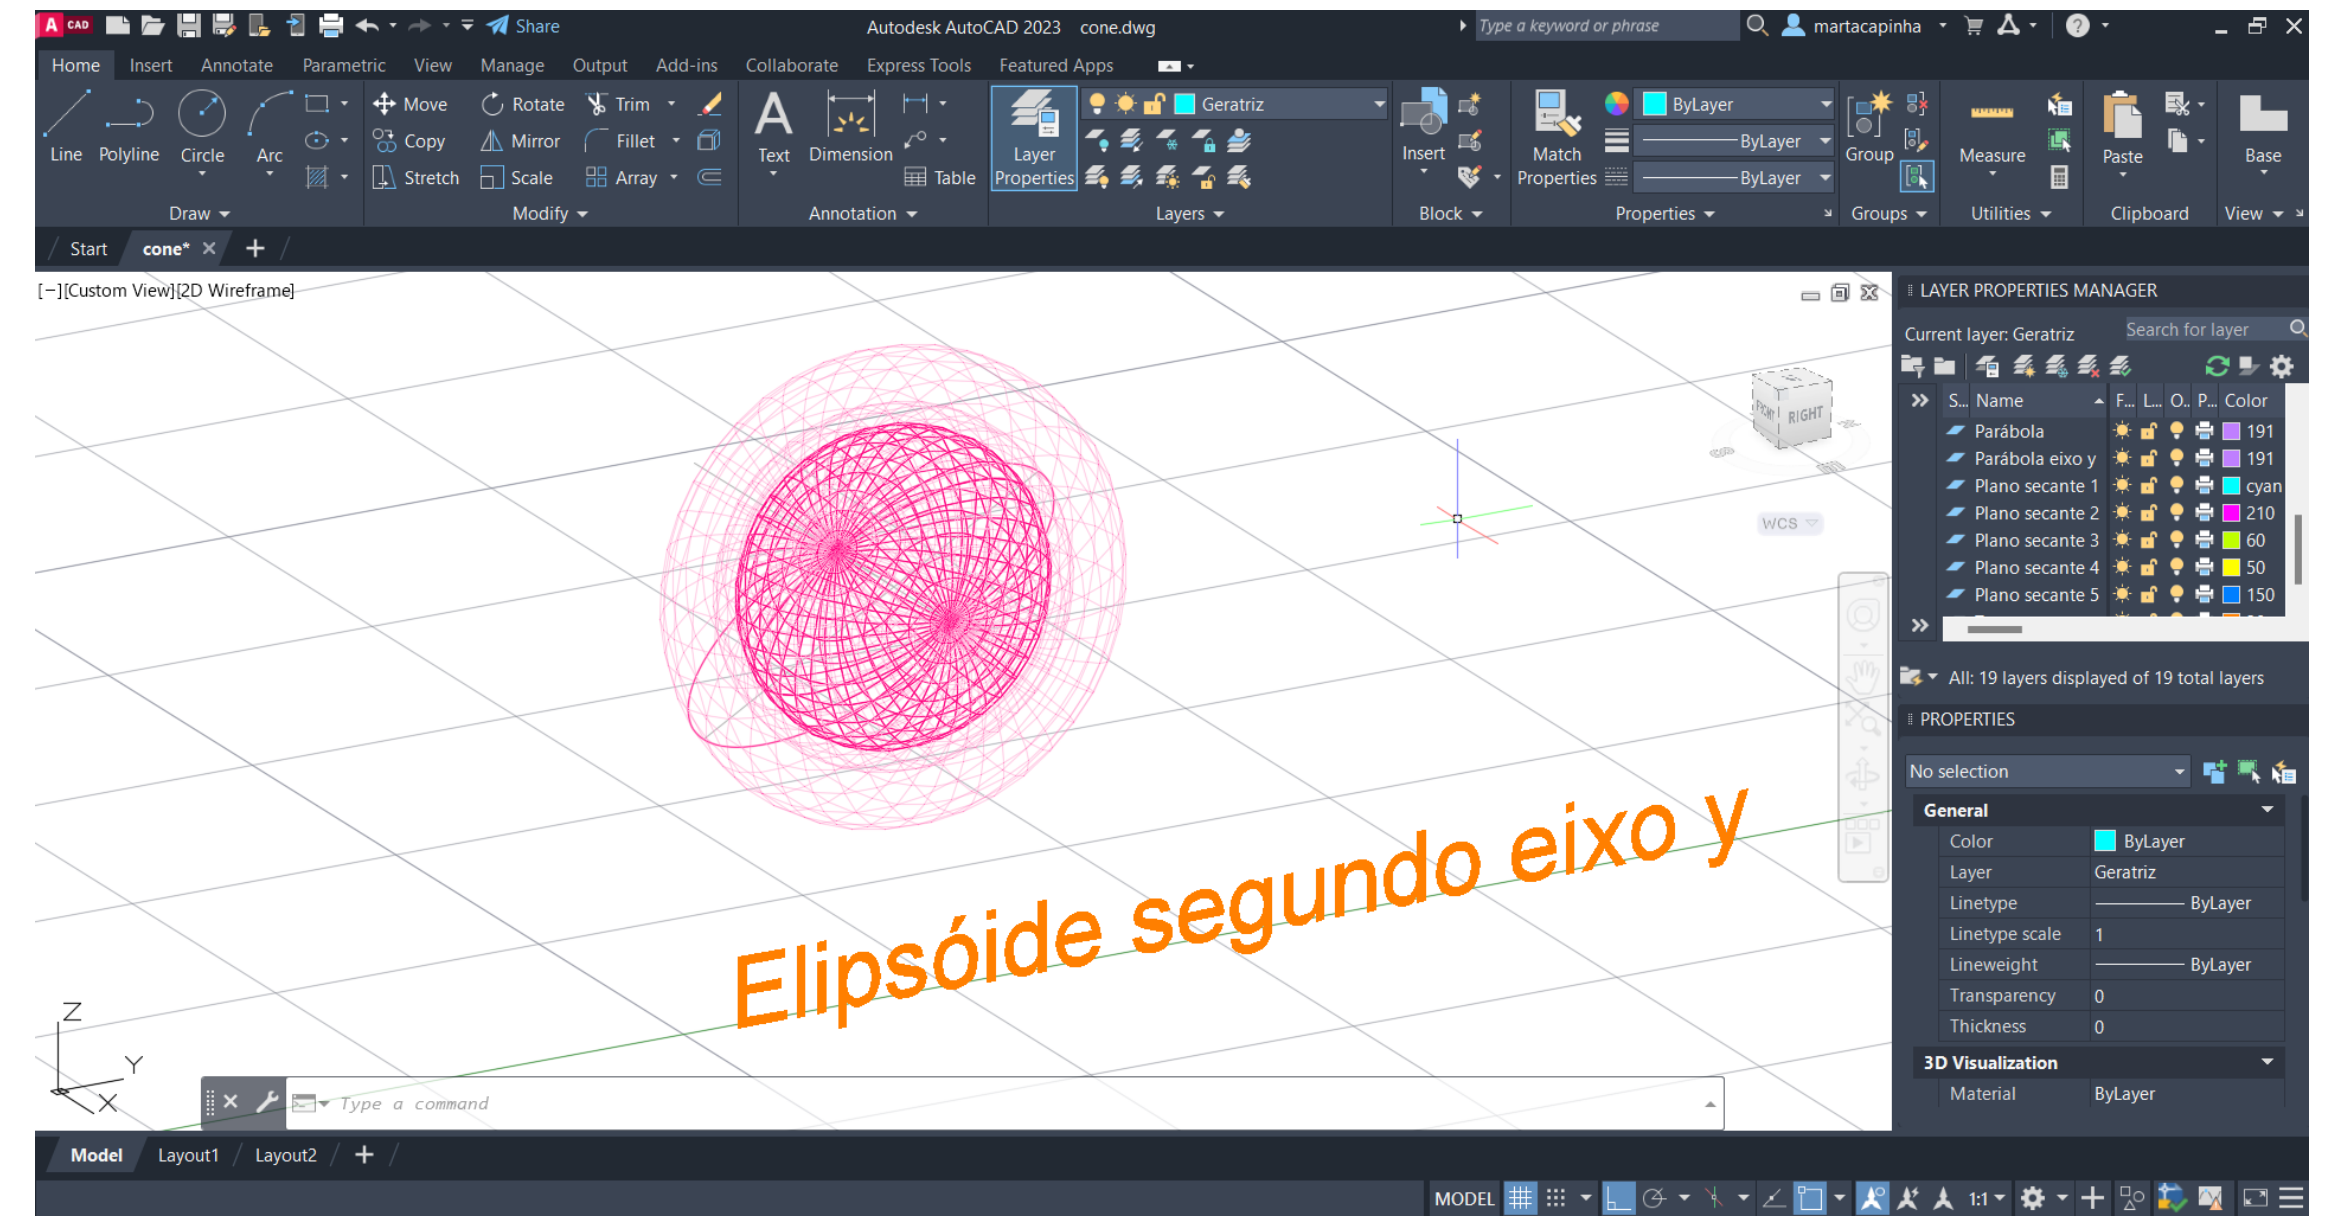 A CAD Share Autodesk AutoCAD 2023 cone.dwg Type a keyword or phrase martacapinha
Home Insert Annotate Parametric View Manage Output Add-ins Collaborate Express Tools Featured Apps
Line Polyline Circle Arc
Move Rotate Trim
Copy Mirror Fillet
Stretch Scale Array
Text Dimension Table
Layer Properties
Geratriz
Insert
Match Properties
ByLayer
ByLayer
ByLayer
Group
Measure
Paste
Base
Draw Modify Annotation Layers Block Properties Groups Utilities Clipboard View
Start cone*
[−][Custom View][2D Wireframe]
FRONT RIGHT
WCS
Elipsóide segundo eixo y
Z
Y
X
Type a command
LAYER PROPERTIES MANAGER
Current layer: Geratriz Search for layer
S... Name F... L... O.. P... Color
Parábola 191
Parábola eixo y 191
Plano secante 1 cyan
Plano secante 2 210
Plano secante 3 60
Plano secante 4 50
Plano secante 5 150
All: 19 layers displayed of 19 total layers
PROPERTIES
No selection
General
Color ByLayer
Layer Geratriz
Linetype ByLayer
Linetype scale 1
Lineweight ByLayer
Transparency 0
Thickness 0
3D Visualization
Material ByLayer
Model Layout1 Layout2
MODEL 1:1